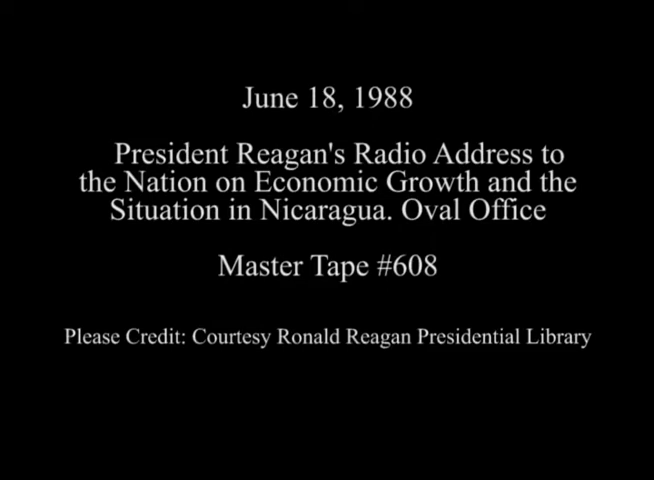 June 18, 1988
President Reagan's Radio Address to
the Nation on Economic Growth and the
Situation in Nicaragua. Oval Office
Master Tape #608
Please Credit: Courtesy Ronald Reagan Presidential Library